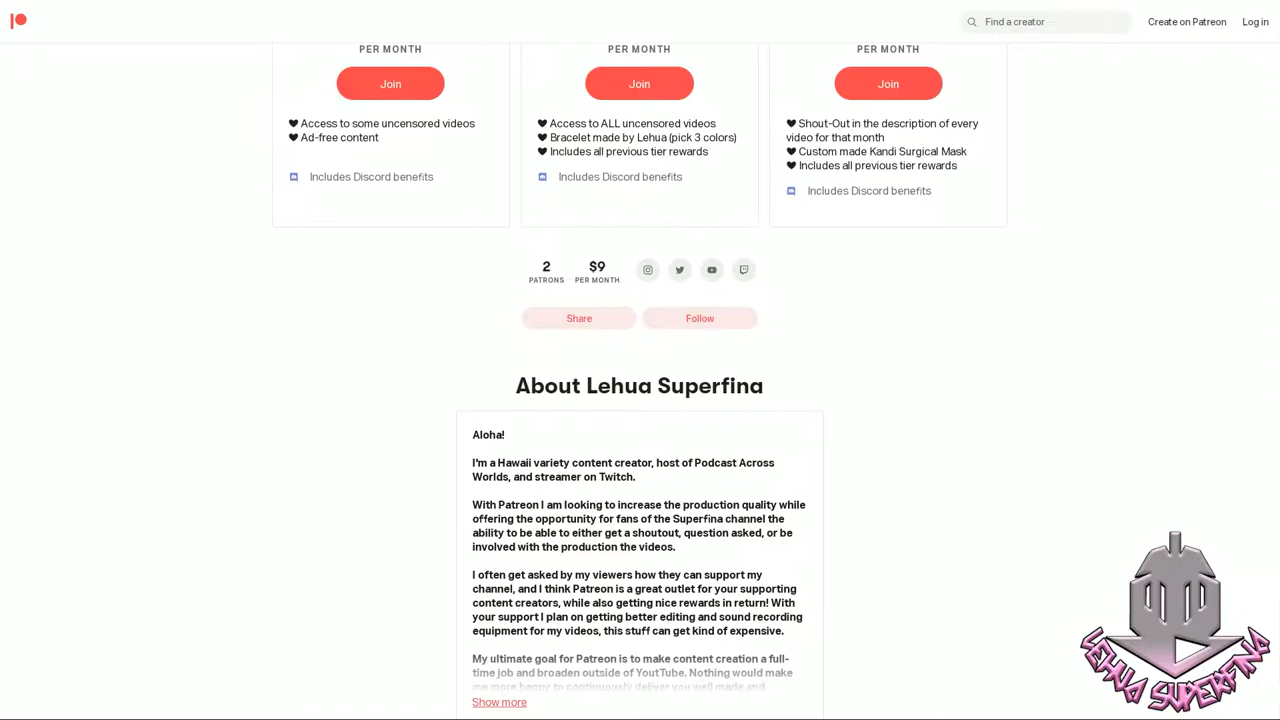 Find a creator
Create on Patreon
Log in
PER MONTH
Join
♥ Access to some uncensored videos
♥ Ad-free content
Includes Discord benefits
PER MONTH
Join
♥ Access to ALL uncensored videos
♥ Bracelet made by Lehua (pick 3 colors)
♥ Includes all previous tier rewards
Includes Discord benefits
PER MONTH
Join
♥ Shout-Out in the description of every
video for that month
♥ Custom made Kandi Surgical Mask
♥ Includes all previous tier rewards
Includes Discord benefits
2
PATRONS
$9
PER MONTH
Share
Follow
About Lehua Superfina
Aloha!
I'm a Hawaii variety content creator, host of Podcast Across
Worlds, and streamer on Twitch.
With Patreon I am looking to increase the production quality while
offering the opportunity for fans of the Superfina channel the
ability to be able to either get a shoutout, question asked, or be
involved with the production the videos.
I often get asked by my viewers how they can support my
channel, and I think Patreon is a great outlet for your supporting
content creators, while also getting nice rewards in return! With
your support I plan on getting better editing and sound recording
equipment for my videos, this stuff can get kind of expensive.
My ultimate goal for Patreon is to make content creation a full-
time job and broaden outside of YouTube. Nothing would make
me more happy to continuously deliver you well made and
Show more
LEHUA SUPERFINA